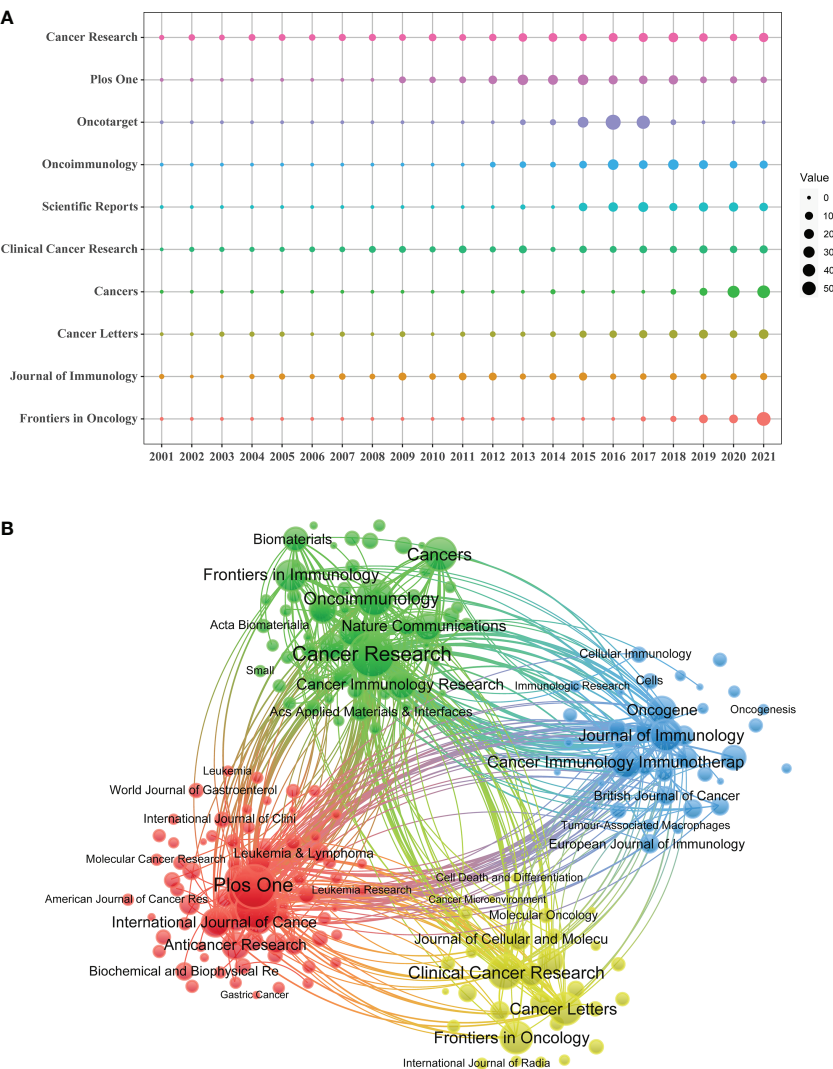 A
Cancer Research
Plos One
Oncotarget
Oncoimmunology
Scientific Reports
Clinical Cancer Research
Cancers
Cancer Letters
Journal of Immunology
Frontiers in Oncology
2001 2002 2003 2004 2005 2006 2007 2008 2009 2010 2011 2012 2013 2014 2015 2016 2017 2018 2019 2020 2021
Value
0
10
20
30
40
50
B
Biomaterials
Cancers
Frontiers in Immunology
Oncoimmunology
Acta Biomaterialia
Nature Communications
Cancer Research
Small
Cancer Immunology Research
Acs Applied Materials & Interfaces
Cellular Immunology
Immunologic Research
Cells
Oncogene
Oncogenesis
Journal of Immunology
Cancer Immunology Immunotherap
British Journal of Cancer
Tumour-Associated Macrophages
European Journal of Immunology
Leukemia
World Journal of Gastroenterol
International Journal of Clini
Leukemia & Lymphoma
Molecular Cancer Research
Plos One
Leukemia Research
American Journal of Cancer Res
International Journal of Cance
Anticancer Research
Biochemical and Biophysical Re
Gastric Cancer
Cell Death and Differentiation
Cancer Microenvironment
Molecular Oncology
Journal of Cellular and Molecu
Clinical Cancer Research
Cancer Letters
Frontiers in Oncology
International Journal of Radia